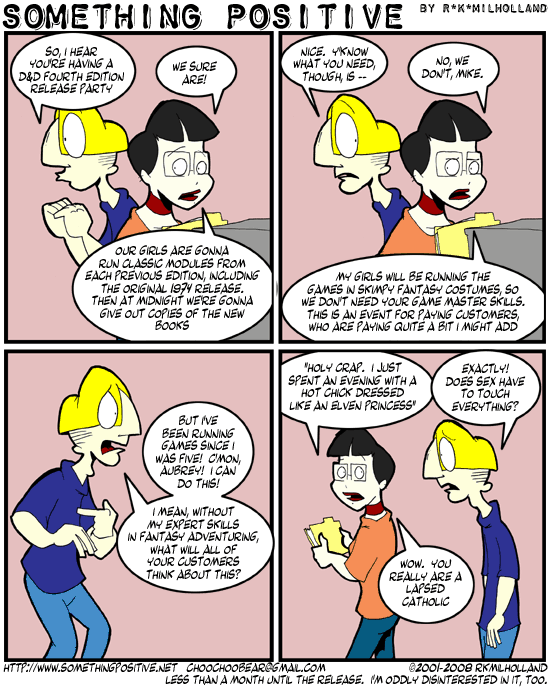 SOMETHING POSITIVE BY R*K*MILHOLLAND
SO, I HEAR
YOU'RE HAVING A
D&D FOURTH EDITION
RELEASE PARTY
WE SURE
ARE!
OUR GIRLS ARE GONNA
RUN CLASSIC MODULES FROM
EACH PREVIOUS EDITION, INCLUDING
THE ORIGINAL 1974 RELEASE.
THEN AT MIDNIGHT WE'RE GONNA
GIVE OUT COPIES OF THE NEW
BOOKS
NICE. Y'KNOW
WHAT YOU NEED,
THOUGH, IS --
NO, WE
DON'T, MIKE.
MY GIRLS WILL BE RUNNING THE
GAMES IN SKIMPY FANTASY COSTUMES, SO
WE DON'T NEED YOUR GAME MASTER SKILLS.
THIS IS AN EVENT FOR PAYING CUSTOMERS,
WHO ARE PAYING QUITE A BIT I MIGHT ADD
BUT I'VE
BEEN RUNNING
GAMES SINCE I
WAS FIVE! C'MON,
AUBREY! I CAN
DO THIS!
I MEAN, WITHOUT
MY EXPERT SKILLS
IN FANTASY ADVENTURING,
WHAT WILL ALL OF
YOUR CUSTOMERS
THINK ABOUT THIS?
"HOLY CRAP. I JUST
SPENT AN EVENING WITH A
HOT CHICK DRESSED
LIKE AN ELVEN PRINCESS"
EXACTLY!
DOES SEX HAVE
TO TOUCH
EVERYTHING?
WOW. YOU
REALLY ARE A
LAPSED
CATHOLIC
HTTP://WWW.SOMETHINGPOSITIVE.NET CHOOCHOOBEAR@GMAIL.COM ©2001-2008 RKMILHOLLAND
LESS THAN A MONTH UNTIL THE RELEASE. I'M ODDLY DISINTERESTED IN IT, TOO.